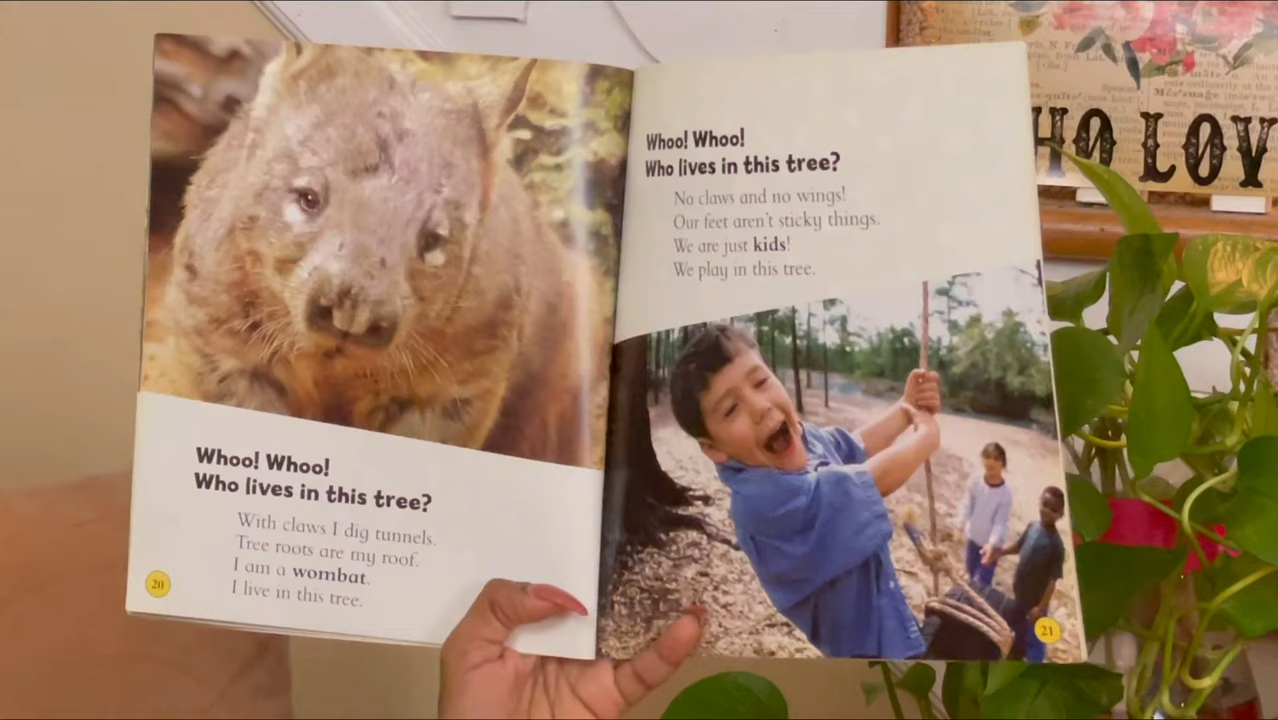 Whoo! Whoo!
Who lives in this tree?
With claws I dig tunnels.
Tree roots are my roof.
I am a wombat.
I live in this tree.
20
Whoo! Whoo!
Who lives in this tree?
No claws and no wings!
Our feet aren't sticky things.
We are just kids!
We play in this tree.
21
HO LOV